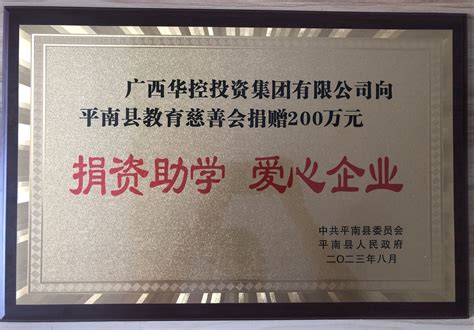 广西华控投资集团有限公司向
平南县教育慈善会捐赠200万元
捐资助学 爱心企业
中共平南县委员会
平南县人民政府
二〇二三年八月